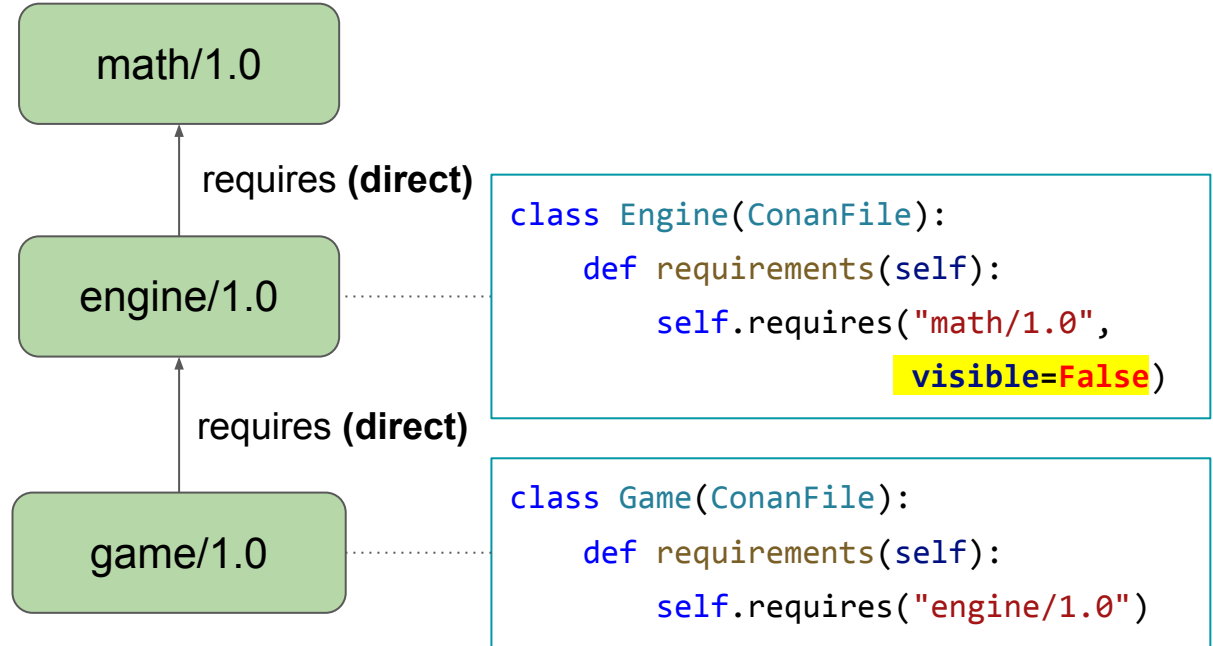 math/1.0
requires (direct)
class Engine(ConanFile):
def requirements(self):
engine/1.0
self.requires("math/1.0",
visible=False)
requires (direct)
class Game(ConanFile):
def requirements(self):
game/1.0
self.requires("engine/1.0")